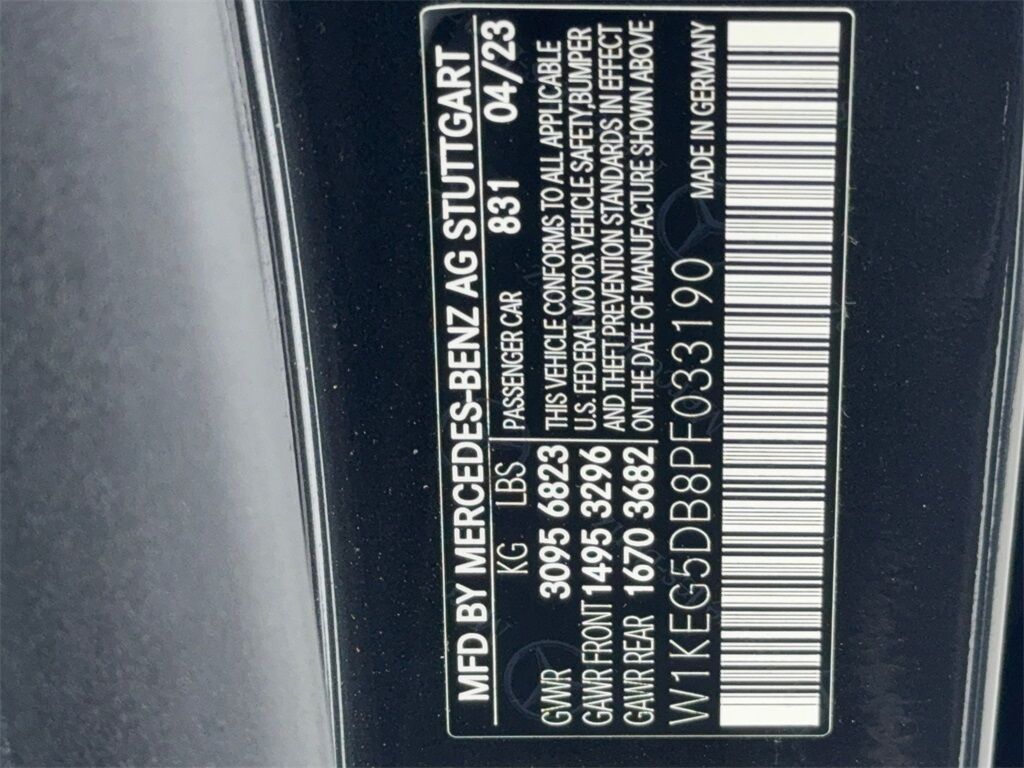 MFD BY MERCEDES-BENZ AG STUTTGART
KG LBS PASSENGER CAR 831 04/23
GVWR 3095 6823
GAWR FRONT 1495 3296
GAWR REAR 1670 3682
THIS VEHICLE CONFORMS TO ALL APPLICABLE
U.S. FEDERAL MOTOR VEHICLE SAFETY, BUMPER
AND THEFT PREVENTION STANDARDS IN EFFECT
ON THE DATE OF MANUFACTURE SHOWN ABOVE
W1KEG5DB8PF033190 MADE IN GERMANY